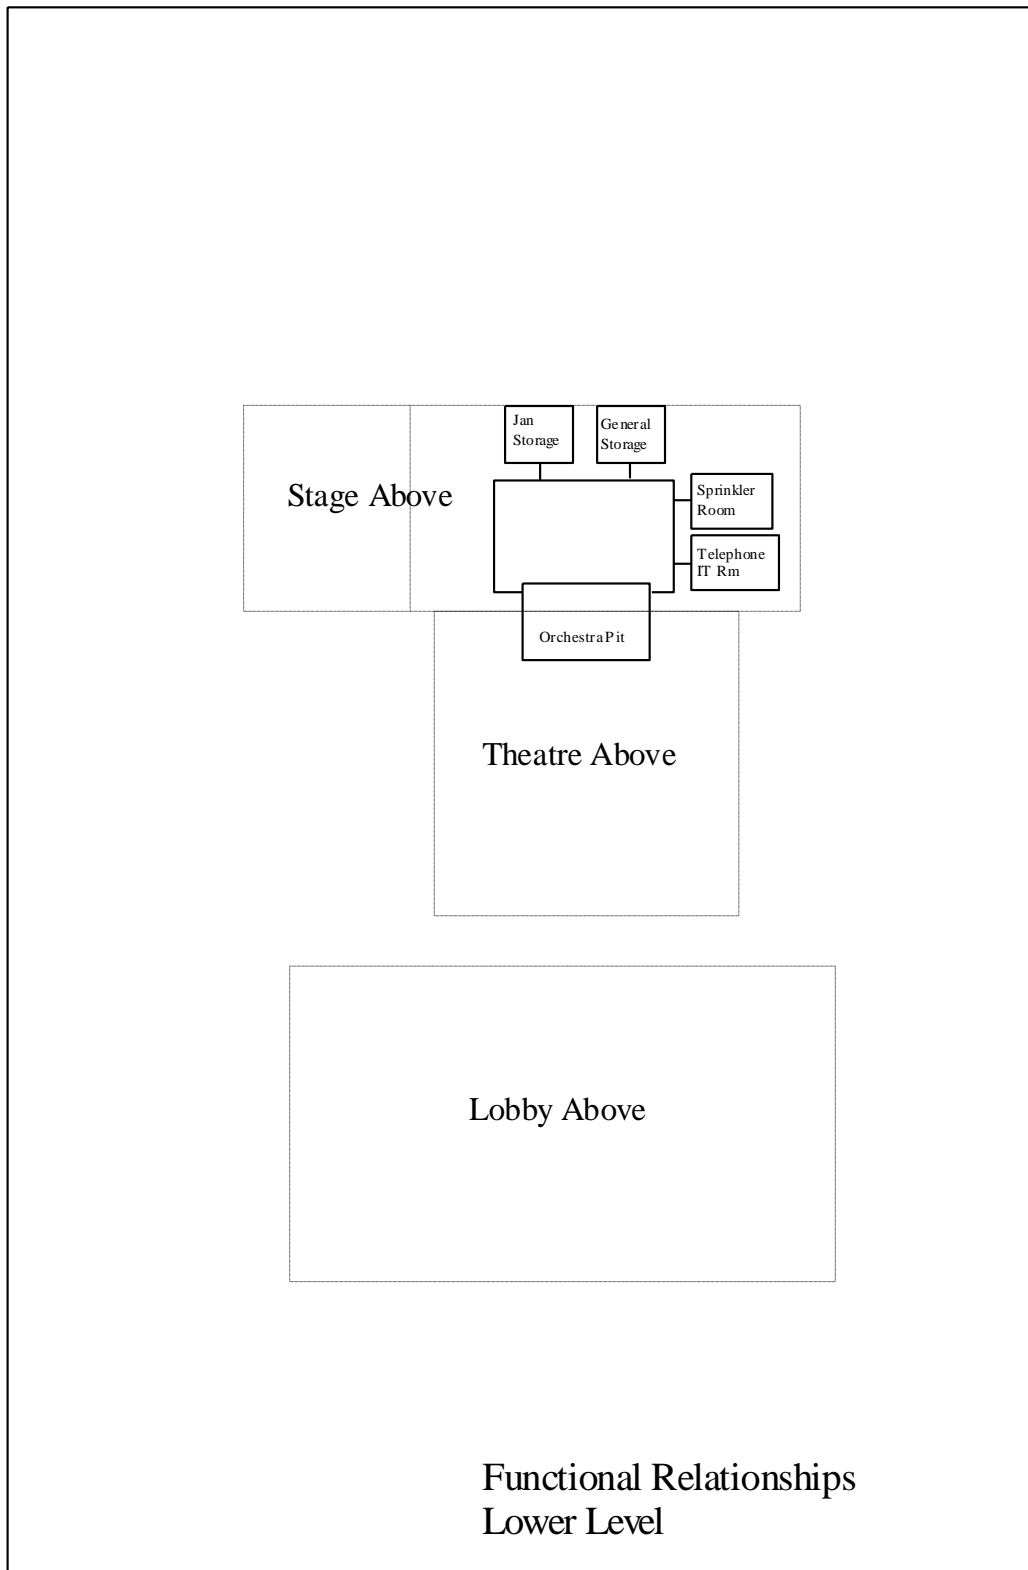 Jan
Storage
General
Storage
Stage Above
Sprinkler
Room
Telephone
IT Rm
Orchestra Pit
Theatre Above
Lobby Above
Functional Relationships
Lower Level